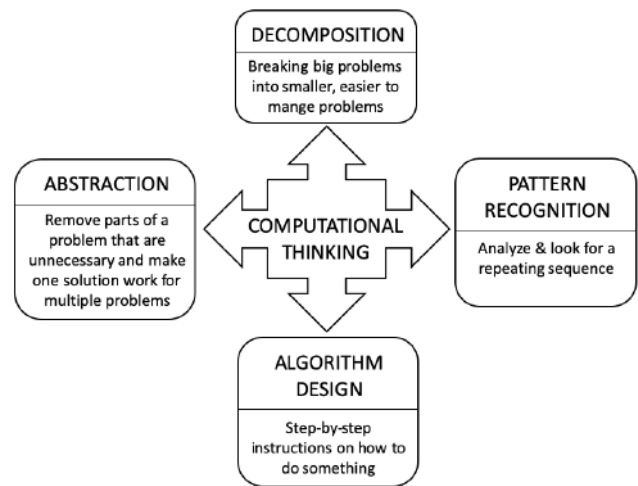 DECOMPOSITION
Breaking big problems
into smaller, easier to
mange problems
ABSTRACTION
Remove parts of a
problem that are
unnecessary and make
one solution work for
multiple problems
COMPUTATIONAL
THINKING
PATTERN
RECOGNITION
Analyze & look for a
repeating sequence
ALGORITHM
DESIGN
Step-by-step
instructions on how to
do something